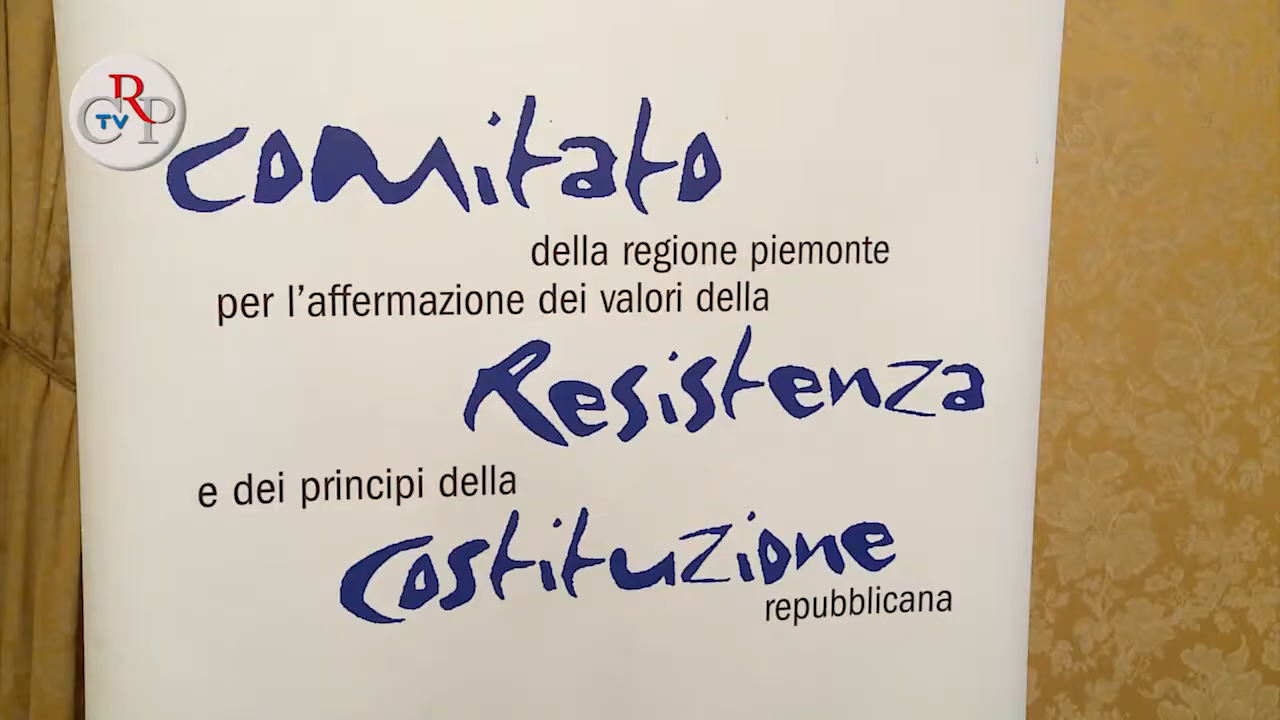 CRP TV
Comitato
della regione piemonte
per l'affermazione dei valori della
Resistenza
e dei principi della
Costituzione
repubblicana